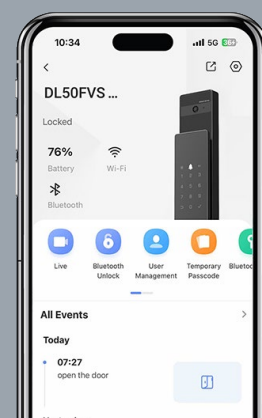 10:34
5G
DL50FVS ...
Locked
76%
Battery
Wi-Fi
Bluetooth
Live
Bluetooth Unlock
User Management
Temporary Passcode
Bluetoo
All Events
Today
07:27
open the door